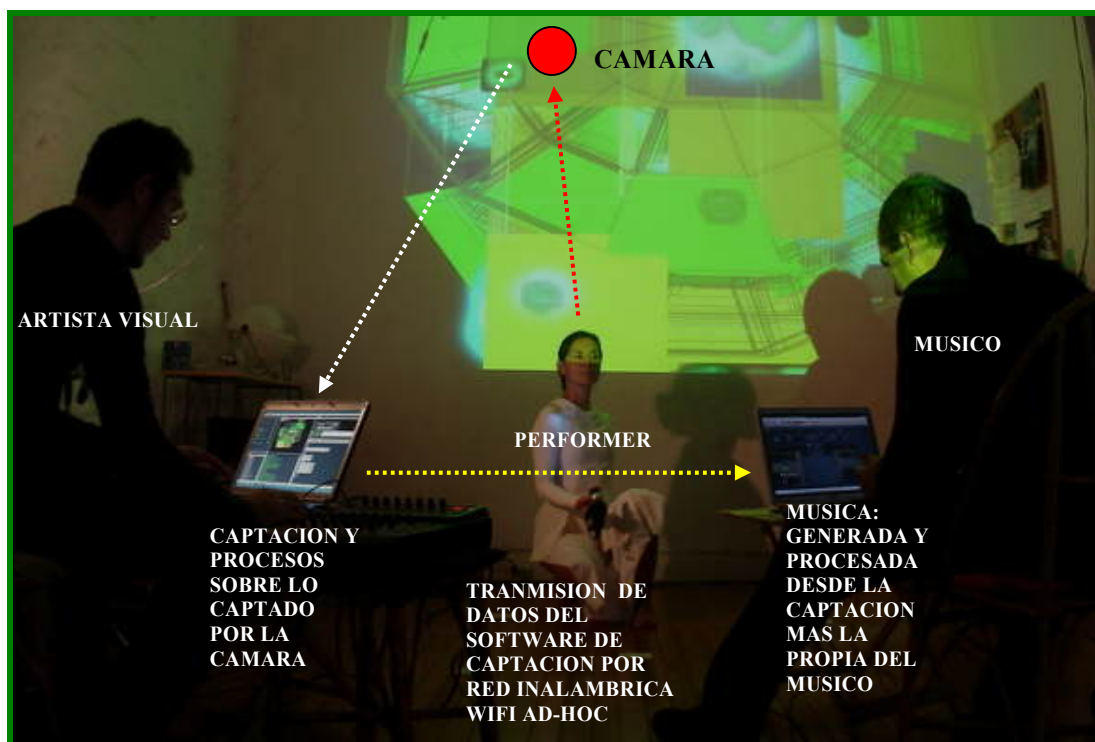 CAMARA
ARTISTA VISUAL
MUSICO
PERFORMER
CAPTACION Y
PROCESOS
SOBRE LO
CAPTADO
POR LA
CAMARA
TRANMISION DE
DATOS DEL
SOFTWARE DE
CAPTACION POR
RED INALAMBRICA
WIFI AD-HOC
MUSICA:
GENERADA Y
PROCESADA
DESDE LA
CAPTACION
MAS LA
PROPIA DEL
MUSICO